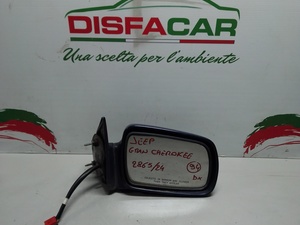 DISFACAR
Una scelta per l'ambiente
JEEP
GRAN CHEROKEE
2863/24
DX